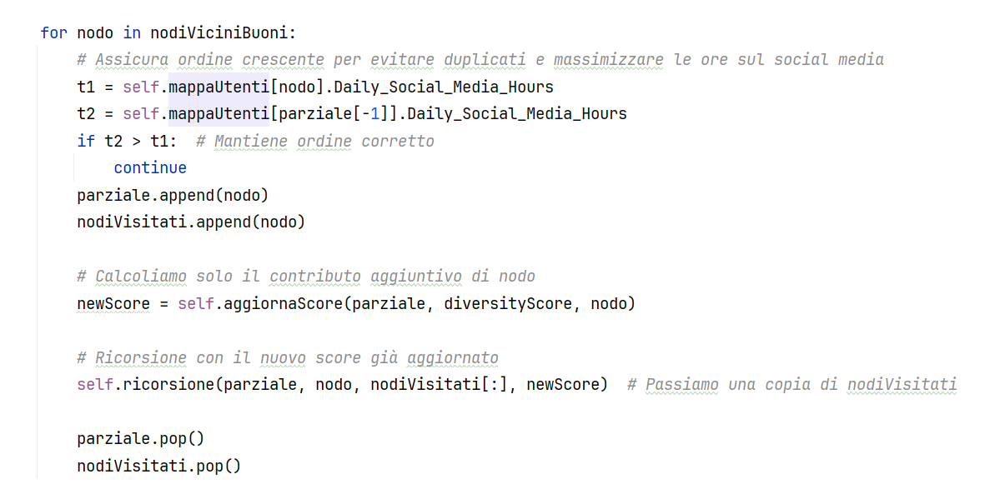 for nodo in nodiViciniBuoni:
    # Assicura ordine crescente per evitare duplicati e massimizzare le ore sul social media
    t1 = self.mappaUtenti[nodo].Daily_Social_Media_Hours
    t2 = self.mappaUtenti[parziale[-1]].Daily_Social_Media_Hours
    if t2 > t1:  # Mantiene ordine corretto
        continue
    parziale.append(nodo)
    nodiVisitati.append(nodo)

    # Calcoliamo solo il contributo aggiuntivo di nodo
    newScore = self.aggiornaScore(parziale, diversityScore, nodo)

    # Ricorsione con il nuovo score già aggiornato
    self.ricorsione(parziale, nodo, nodiVisitati[:], newScore)  # Passiamo una copia di nodiVisitati

    parziale.pop()
    nodiVisitati.pop()